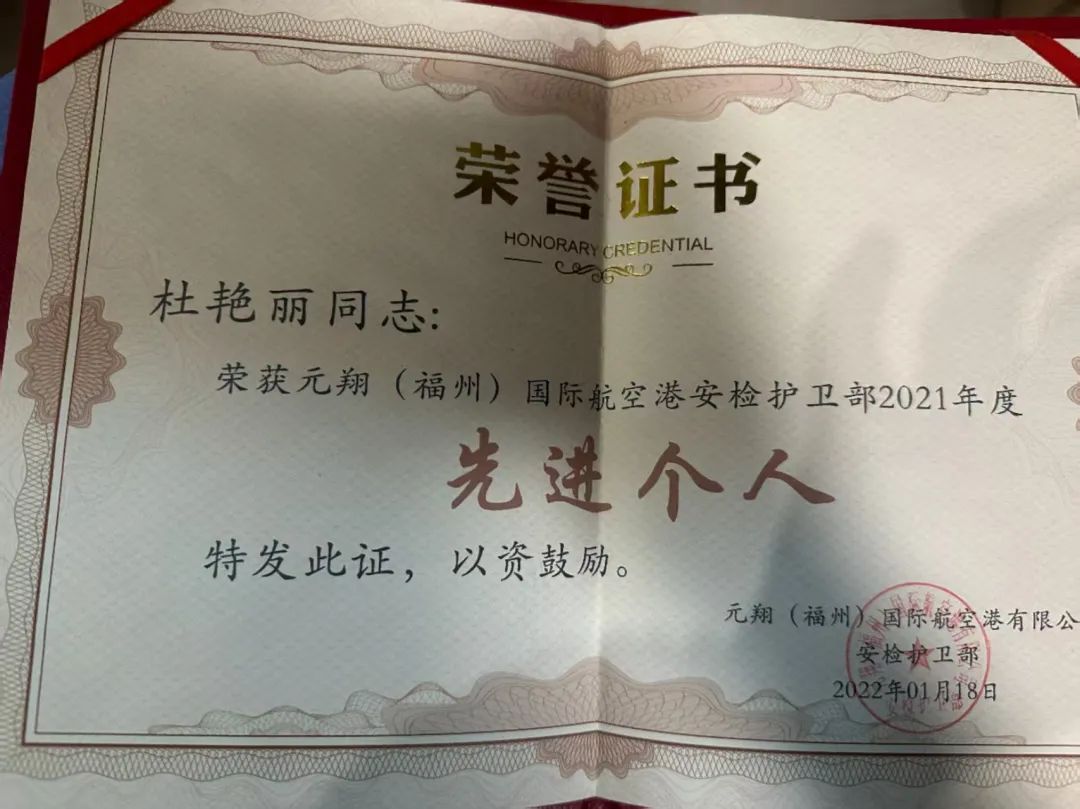 荣誉证书
HONORARY CREDENTIAL
杜艳丽同志:
荣获元翔（福州）国际航空港安检护卫部2021年度
先进个人
特发此证，以资鼓励。
元翔（福州）国际航空港有限公
安检护卫部
2022年01月18日